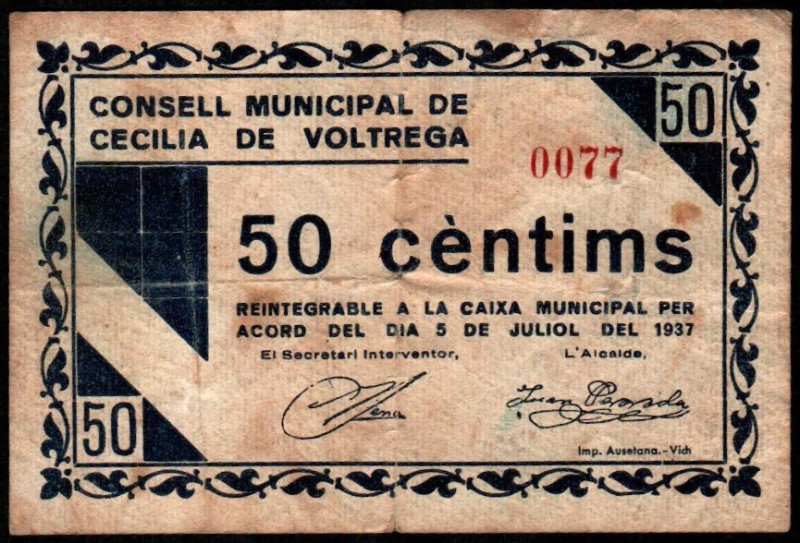 CONSELL MUNICIPAL DE
CECILIA DE VOLTREGA
50
0077
50 cèntims
REINTEGRABLE A LA CAIXA MUNICIPAL PER
ACORD DEL DIA 5 DE JULIOL DEL 1937
El Secretari Interventor,
L'Alcalde,
Juan
50
Imp. Ausetana.-Vich